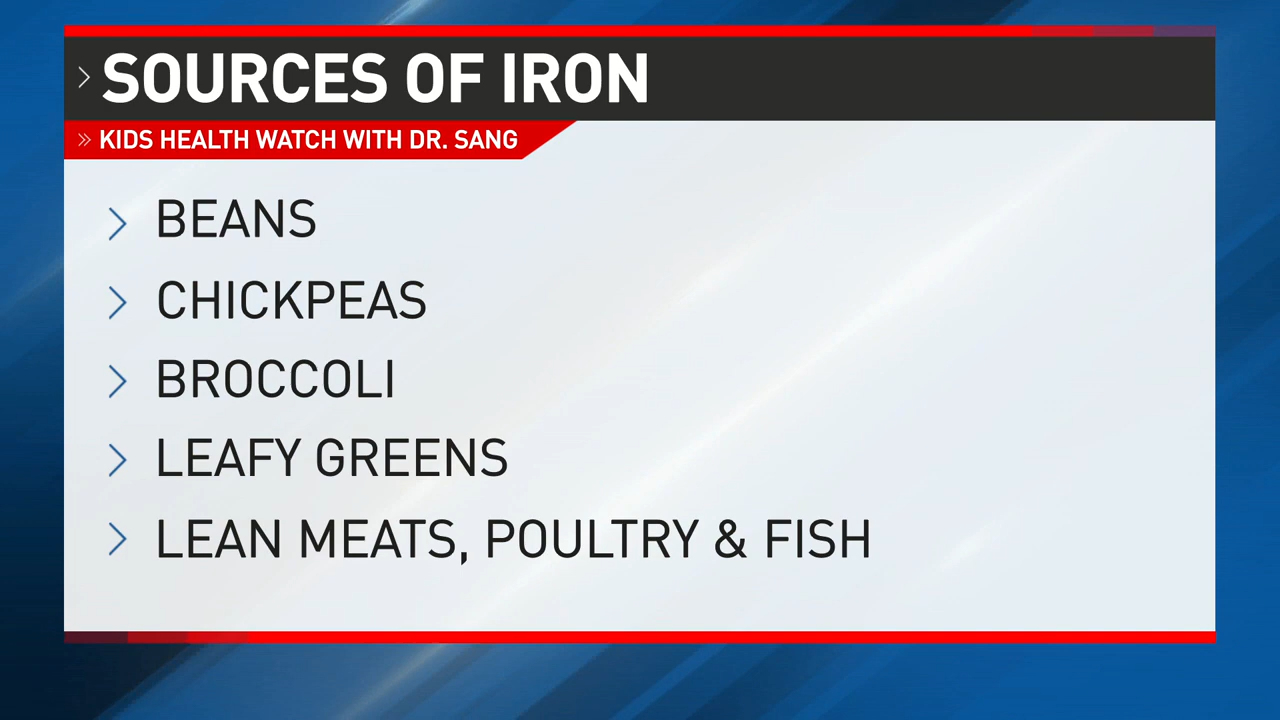 SOURCES OF IRON
KIDS HEALTH WATCH WITH DR. SANG
BEANS
CHICKPEAS
BROCCOLI
LEAFY GREENS
LEAN MEATS, POULTRY & FISH